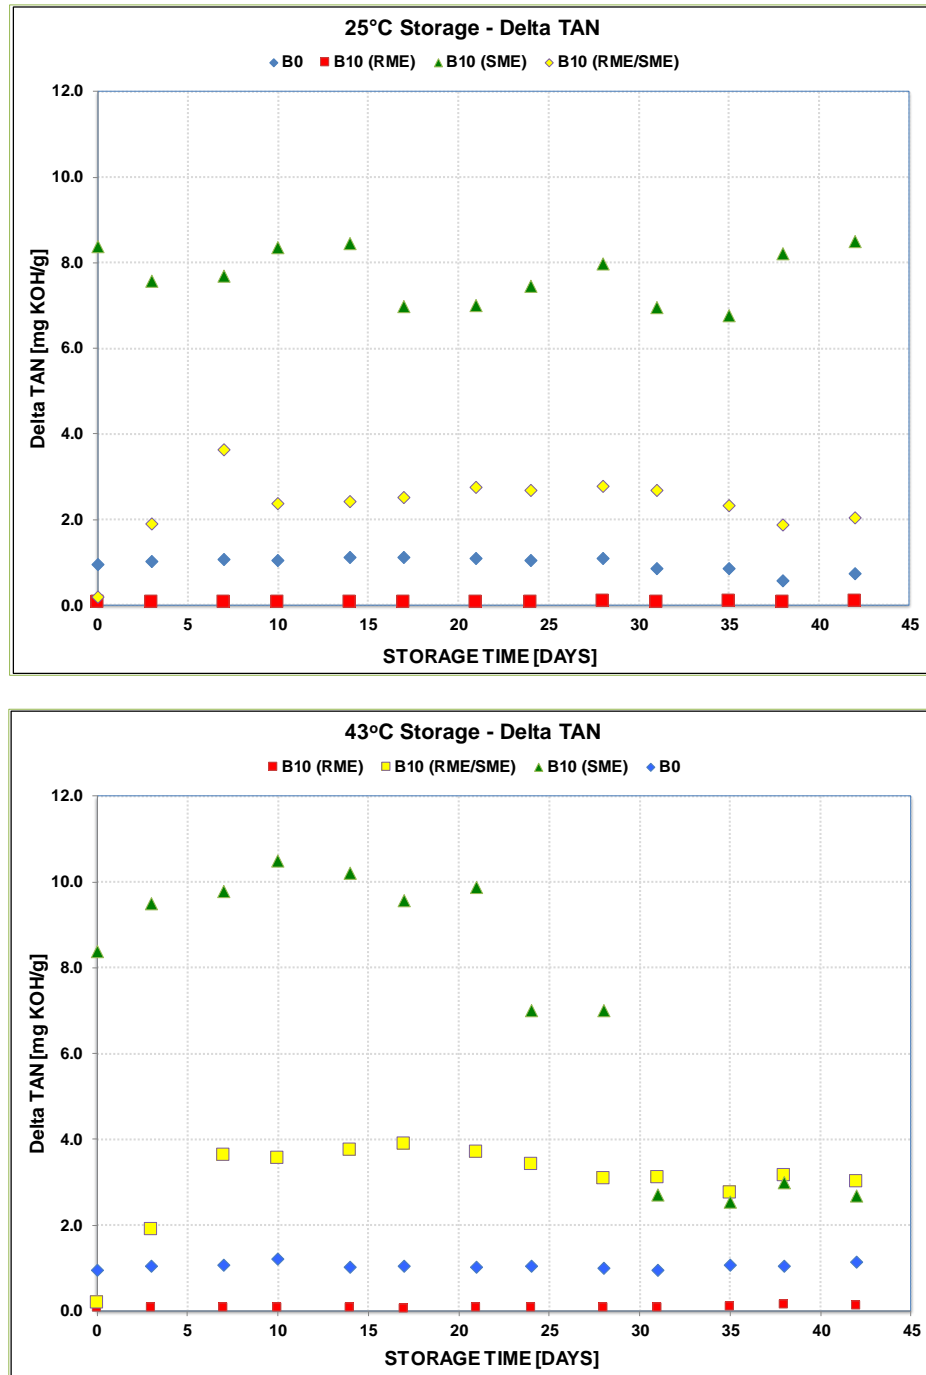 25°C Storage - Delta TAN
B0 B10 (RME) B10 (SME) B10 (RME/SME)
12.0
10.0
8.0
6.0
4.0
2.0
0.0
Delta TAN [mg KOH/g]
0 5 10 15 20 25 30 35 40 45
STORAGE TIME [DAYS]
43°C Storage - Delta TAN
B10 (RME) B10 (RME/SME) B10 (SME) B0
12.0
10.0
8.0
6.0
4.0
2.0
0.0
Delta TAN [mg KOH/g]
0 5 10 15 20 25 30 35 40 45
STORAGE TIME [DAYS]